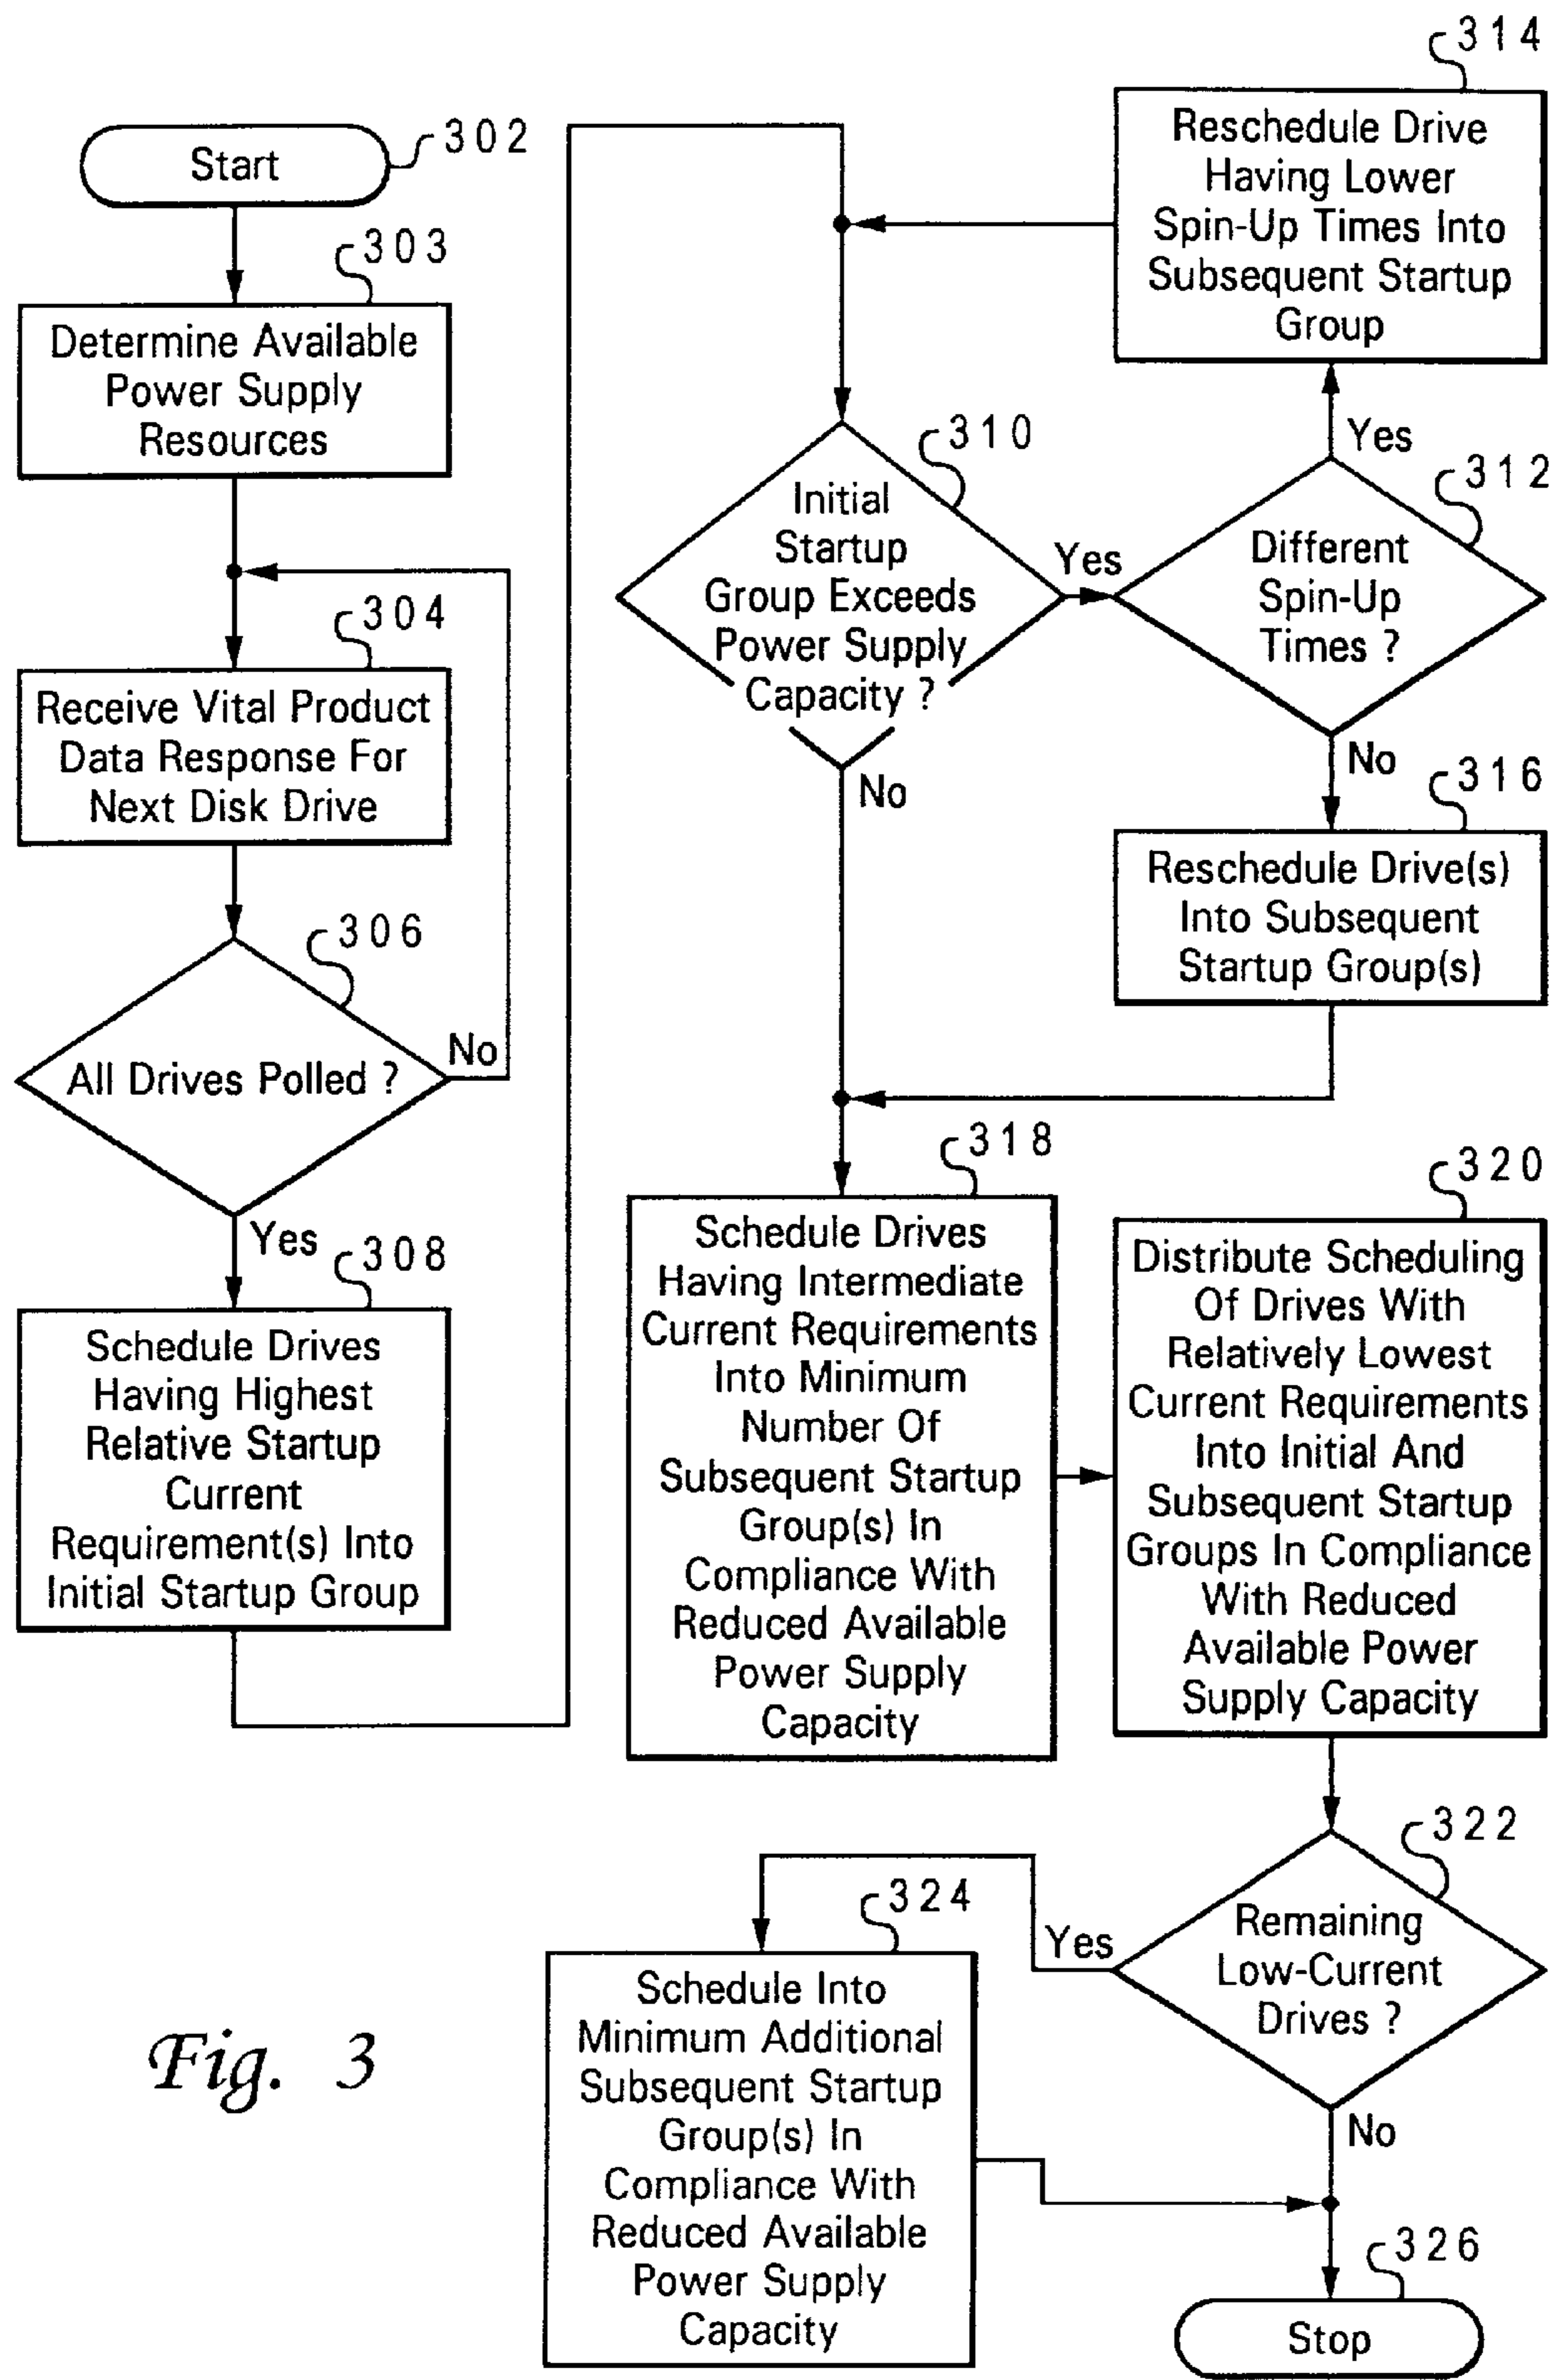 Start
302
303
Determine Available
Power Supply
Resources
304
Receive Vital Product
Data Response For
Next Disk Drive
306
All Drives Polled ?
No
Yes
308
Schedule Drives
Having Highest
Relative Startup
Current
Requirement(s) Into
Initial Startup Group
310
Initial
Startup
Group Exceeds
Power Supply
Capacity ?
Yes
No
312
Different
Spin-Up
Times ?
Yes
No
314
Reschedule Drive
Having Lower
Spin-Up Times Into
Subsequent Startup
Group
316
Reschedule Drive(s)
Into Subsequent
Startup Group(s)
318
Schedule Drives
Having Intermediate
Current Requirements
Into Minimum
Number Of
Subsequent Startup
Group(s) In
Compliance With
Reduced Available
Power Supply
Capacity
320
Distribute Scheduling
Of Drives With
Relatively Lowest
Current Requirements
Into Initial And
Subsequent Startup
Groups In Compliance
With Reduced
Available Power
Supply Capacity
322
Remaining
Low-Current
Drives ?
Yes
No
324
Schedule Into
Minimum Additional
Subsequent Startup
Group(s) In
Compliance With
Reduced Available
Power Supply
Capacity
326
Stop
Fig. 3